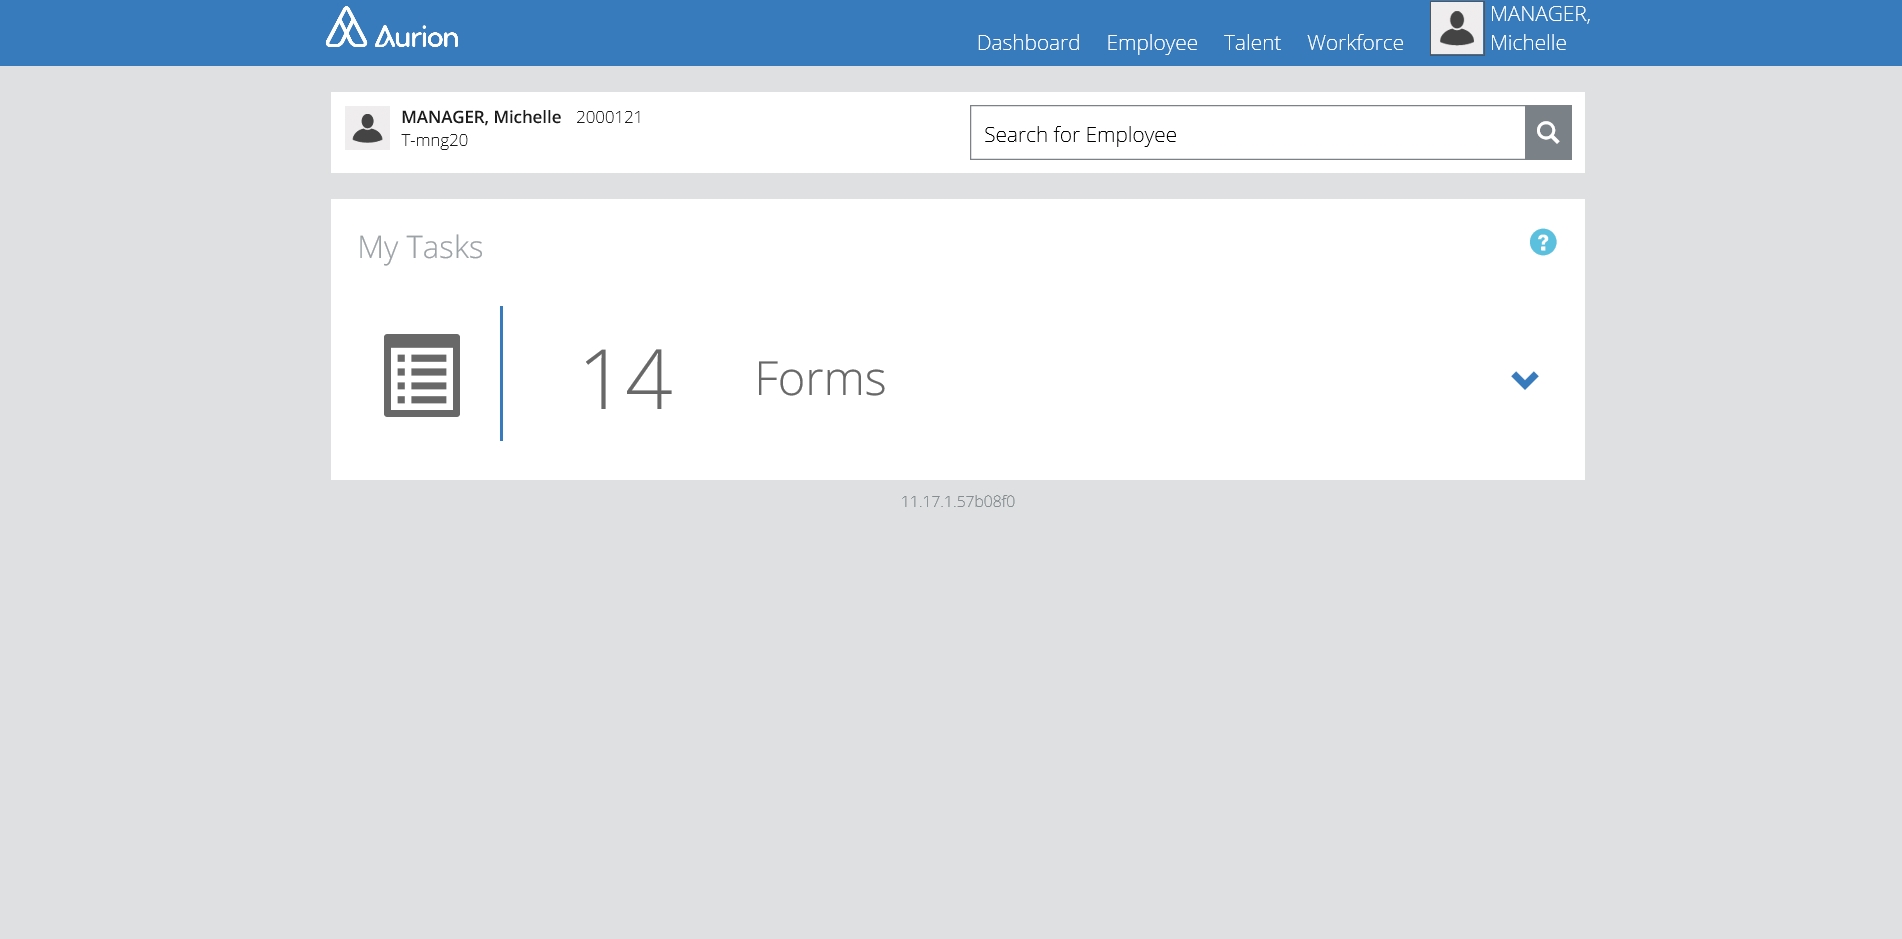 Aurion
Dashboard Employee Talent Workforce
MANAGER,
Michelle
MANAGER, Michelle 2000121
T-mng20
Search for Employee
My Tasks
?
14 Forms
11.17.1.57b08f0